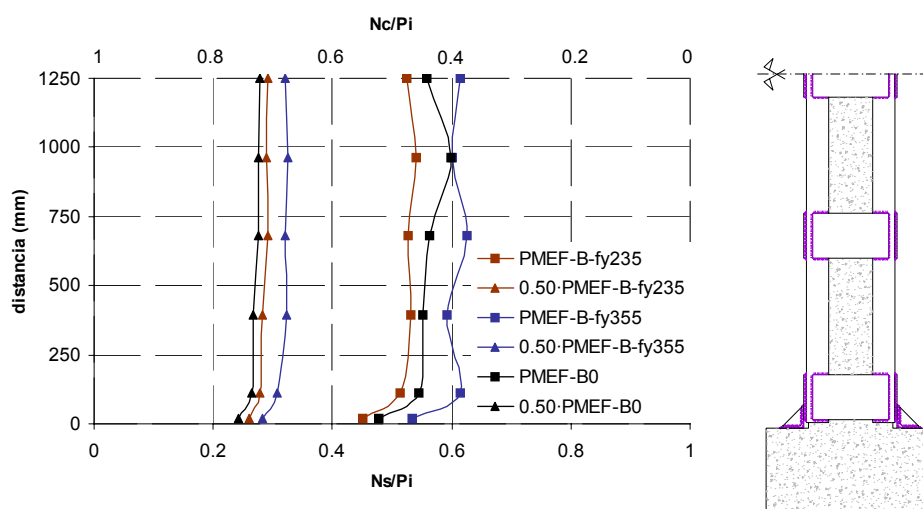 Nc/Pi
1 0.8 0.6 0.4 0.2 0
distancia (mm)
1250
1000
750
500
250
0
PMEF-B-fy235
0.50·PMEF-B-fy235
PMEF-B-fy355
0.50·PMEF-B-fy355
PMEF-B0
0.50·PMEF-B0
0 0.2 0.4 0.6 0.8 1
Ns/Pi